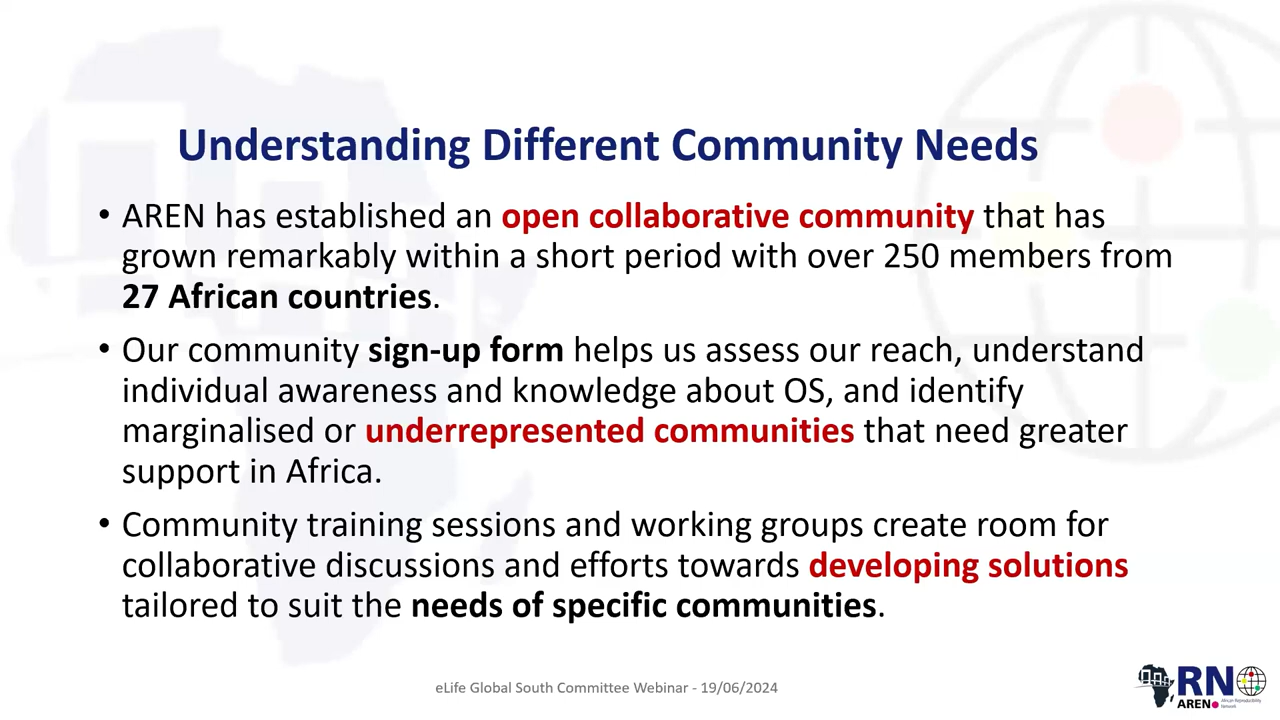 Understanding Different Community Needs
• AREN has established an open collaborative community that has
grown remarkably within a short period with over 250 members from
27 African countries.
• Our community sign-up form helps us assess our reach, understand
individual awareness and knowledge about OS, and identify
marginalised or underrepresented communities that need greater
support in Africa.
• Community training sessions and working groups create room for
collaborative discussions and efforts towards developing solutions
tailored to suit the needs of specific communities.
eLife Global South Committee Webinar - 19/06/2024
RN
AREN
African Reproducibility
Network